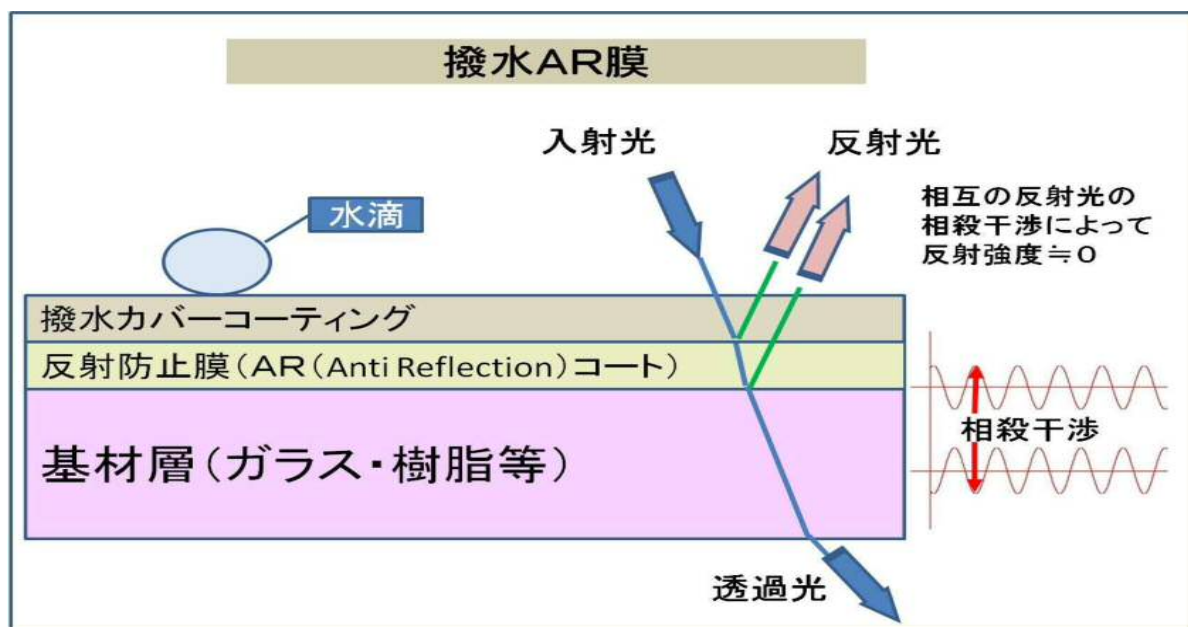 撥水AR膜
入射光
反射光
相互の反射光の
相殺干渉によって
反射強度≒0
水滴
撥水カバーコーティング
反射防止膜(AR(Anti Reflection)コート)
基材層(ガラス・樹脂等)
相殺干渉
透過光